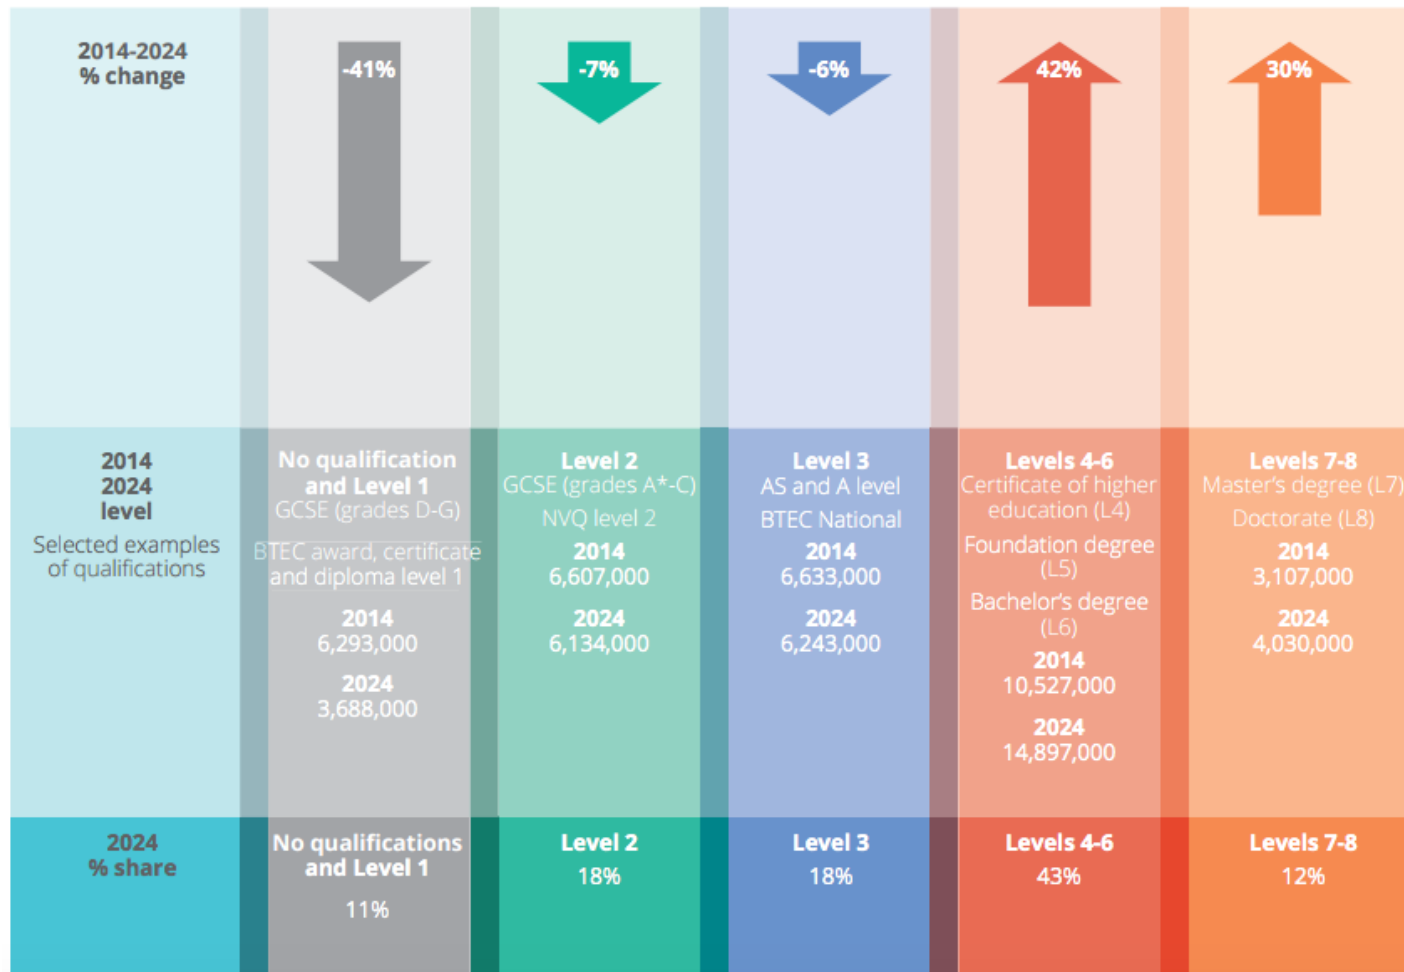 2014-2024
% change
-41%
-7%
-6%
42%
30%
2014
2024
level
Selected examples
of qualifications
No qualification
and Level 1
GCSE (grades D-G)
BTEC award, certificate
and diploma level 1
2014
6,293,000
2024
3,688,000
Level 2
GCSE (grades A*-C)
NVQ level 2
2014
6,607,000
2024
6,134,000
Level 3
AS and A level
BTEC National
2014
6,633,000
2024
6,243,000
Levels 4-6
Certificate of higher
education (L4)
Foundation degree
(L5)
Bachelor's degree
(L6)
2014
10,527,000
2024
14,897,000
Levels 7-8
Master's degree (L7)
Doctorate (L8)
2014
3,107,000
2024
4,030,000
2024
% share
No qualifications
and Level 1
11%
Level 2
18%
Level 3
18%
Levels 4-6
43%
Levels 7-8
12%